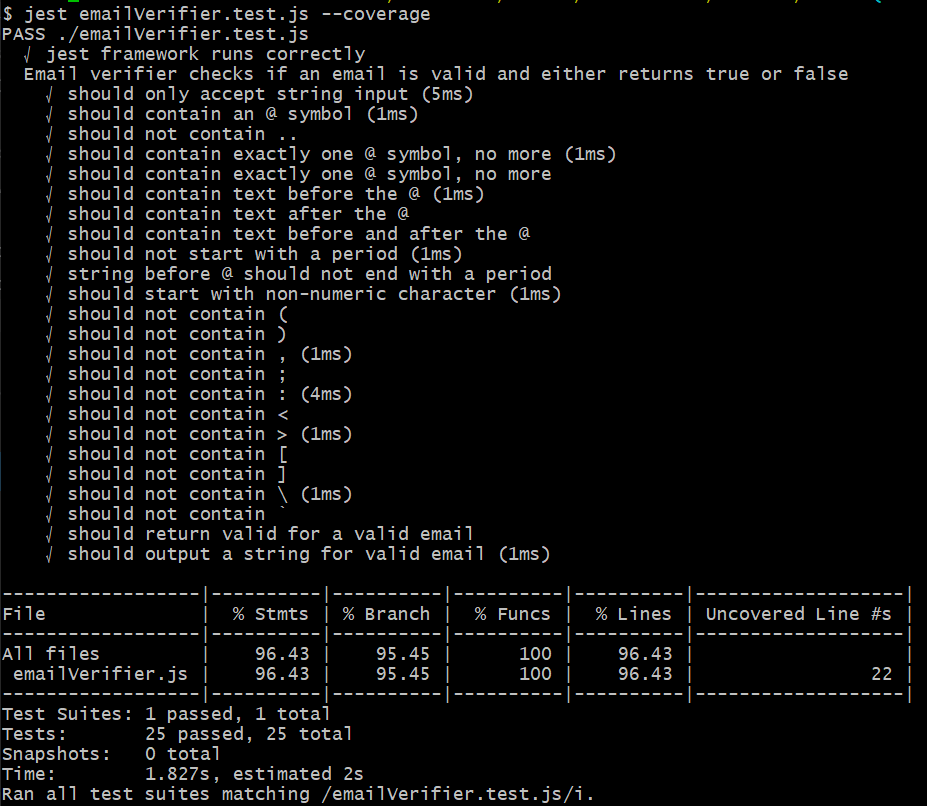 $ jest emailVerifier.test.js --coverage
PASS ./emailVerifier.test.js
  √ jest framework runs correctly
  Email verifier checks if an email is valid and either returns true or false
    √ should only accept string input (5ms)
    √ should contain an @ symbol (1ms)
    √ should not contain ..
    √ should contain exactly one @ symbol, no more (1ms)
    √ should contain exactly one @ symbol, no more
    √ should contain text before the @ (1ms)
    √ should contain text after the @
    √ should contain text before and after the @
    √ should not start with a period (1ms)
    √ string before @ should not end with a period
    √ should start with non-numeric character (1ms)
    √ should not contain (
    √ should not contain )
    √ should not contain , (1ms)
    √ should not contain ;
    √ should not contain : (4ms)
    √ should not contain <
    √ should not contain > (1ms)
    √ should not contain [
    √ should not contain ]
    √ should not contain \ (1ms)
    √ should not contain `
    √ should return valid for a valid email
    √ should output a string for valid email (1ms)

------------------|----------|----------|----------|----------|-------------------|
File              |  % Stmts | % Branch |  % Funcs |  % Lines | Uncovered Line #s |
------------------|----------|----------|----------|----------|-------------------|
All files         |    96.43 |    95.45 |      100 |    96.43 |                   |
 emailVerifier.js |    96.43 |    95.45 |      100 |    96.43 |                22 |
------------------|----------|----------|----------|----------|-------------------|
Test Suites: 1 passed, 1 total
Tests:       25 passed, 25 total
Snapshots:   0 total
Time:        1.827s, estimated 2s
Ran all test suites matching /emailVerifier.test.js/i.